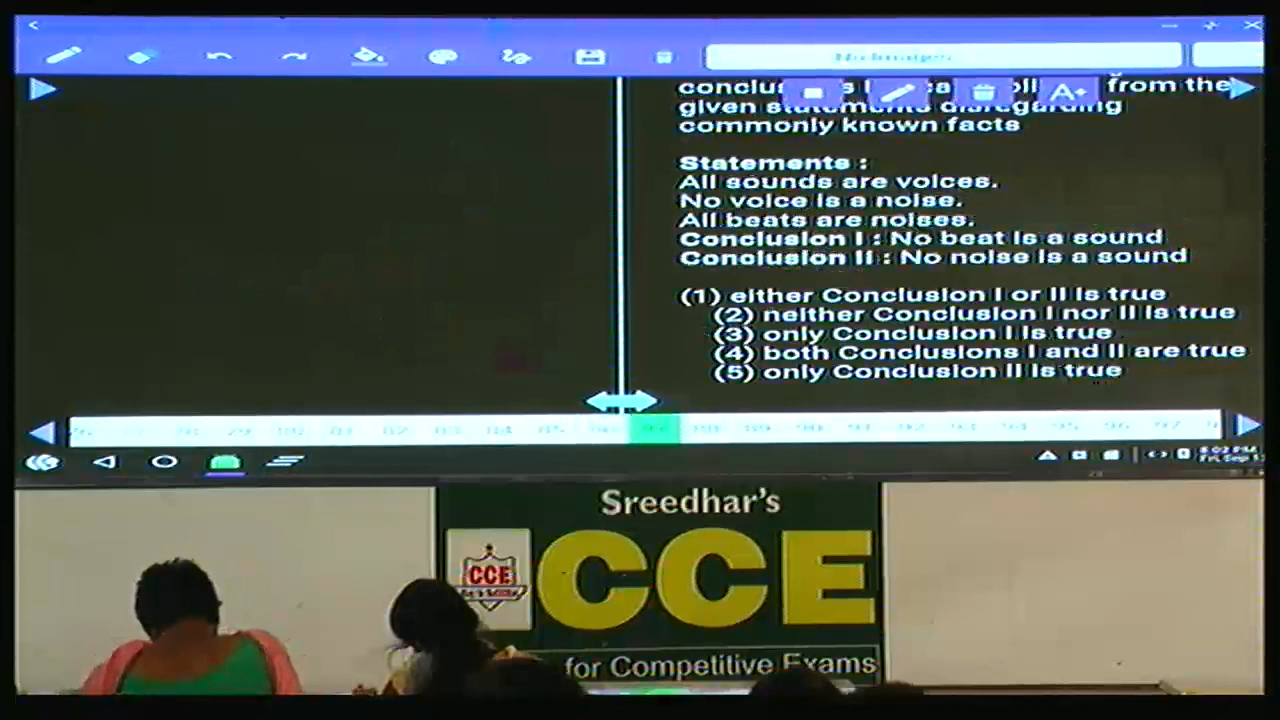 from the
given statements disregarding
commonly known facts
Statements :
All sounds are voices.
No voice is a noise.
All beats are noises.
Conclusion I : No beat is a sound
Conclusion II : No noise is a sound
(1) either Conclusion I or II is true
(2) neither Conclusion I nor II is true
(3) only Conclusion I is true
(4) both Conclusions I and II are true
(5) only Conclusion II is true
8:02 PM
Sreedhar's
CCE
CCE
for Competitive Exams